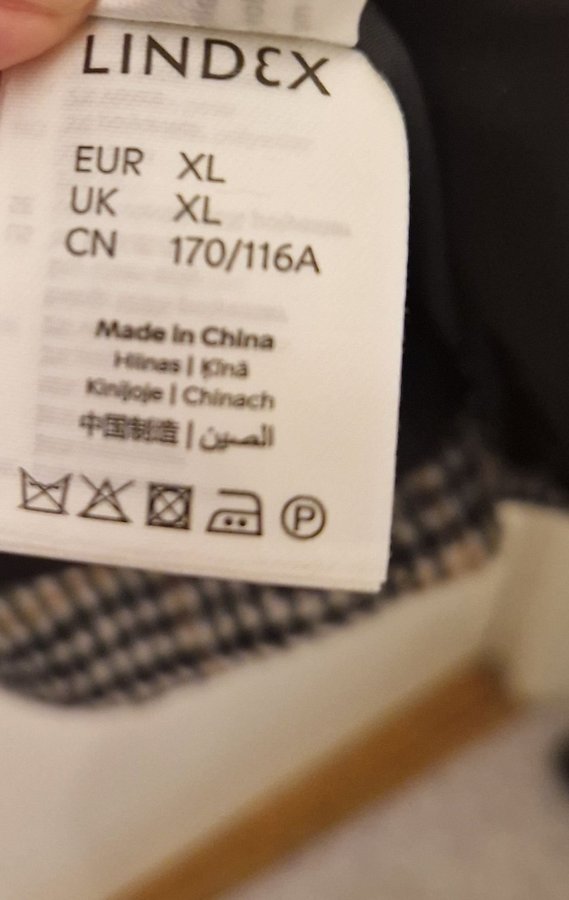 LINDEX
EUR XL
UK XL
CN 170/116A
Made in China
Hiinas | Ķīnā
Kinijoje | Chinach
中国制造 | الصين
P